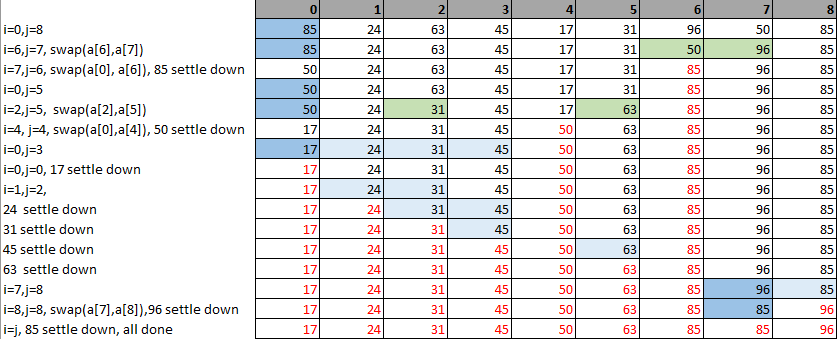 0 1 2 3 4 5 6 7 8
i=0,j=8 85 24 63 45 17 31 96 50 85
i=6,j=7, swap(a[6],a[7]) 85 24 63 45 17 31 50 96 85
i=7,j=6, swap(a[0], a[6]), 85 settle down 50 24 63 45 17 31 85 96 85
i=0,j=5 50 24 63 45 17 31 85 96 85
i=2,j=5,  swap(a[2],a[5]) 50 24 31 45 17 63 85 96 85
i=4, j=4, swap(a[0],a[4]), 50 settle down 17 24 31 45 50 63 85 96 85
i=0,j=3 17 24 31 45 50 63 85 96 85
i=0,j=0, 17 settle down 17 24 31 45 50 63 85 96 85
i=1,j=2, 17 24 31 45 50 63 85 96 85
24  settle down 17 24 31 45 50 63 85 96 85
31 settle down 17 24 31 45 50 63 85 96 85
45 settle down 17 24 31 45 50 63 85 96 85
63  settle down 17 24 31 45 50 63 85 96 85
i=7,j=8 17 24 31 45 50 63 85 96 85
i=8,j=8, swap(a[7],a[8]),96 settle down 17 24 31 45 50 63 85 85 96
i=j, 85 settle down, all done 17 24 31 45 50 63 85 85 96